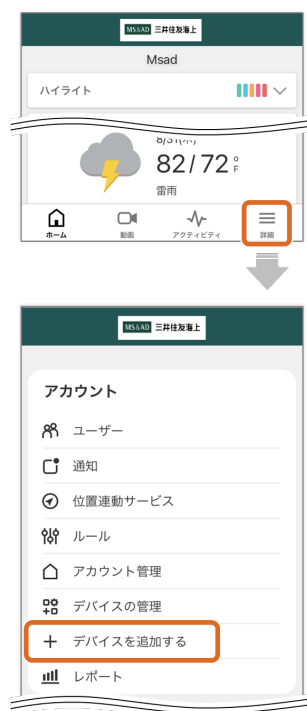 MS&AD 三井住友海上
Msad
ハイライト
82/72 °F
雷雨
ホーム 動画 アクティビティ 詳細
MS&AD 三井住友海上
アカウント
ユーザー
通知
位置連動サービス
ルール
アカウント管理
デバイスの管理
デバイスを追加する
レポート